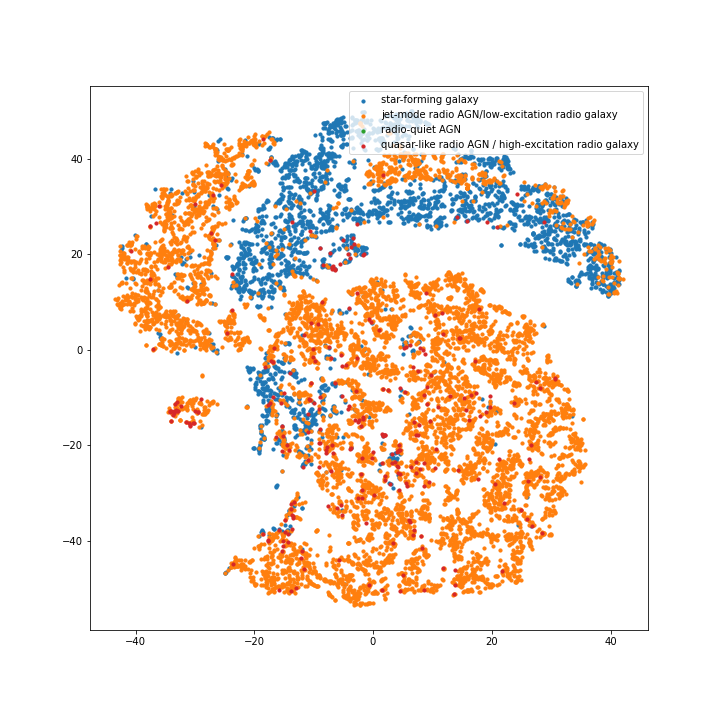 star-forming galaxy
jet-mode radio AGN/low-excitation radio galaxy
radio-quiet AGN
quasar-like radio AGN / high-excitation radio galaxy
40
20
0
−20
−40
−40 −20 0 20 40